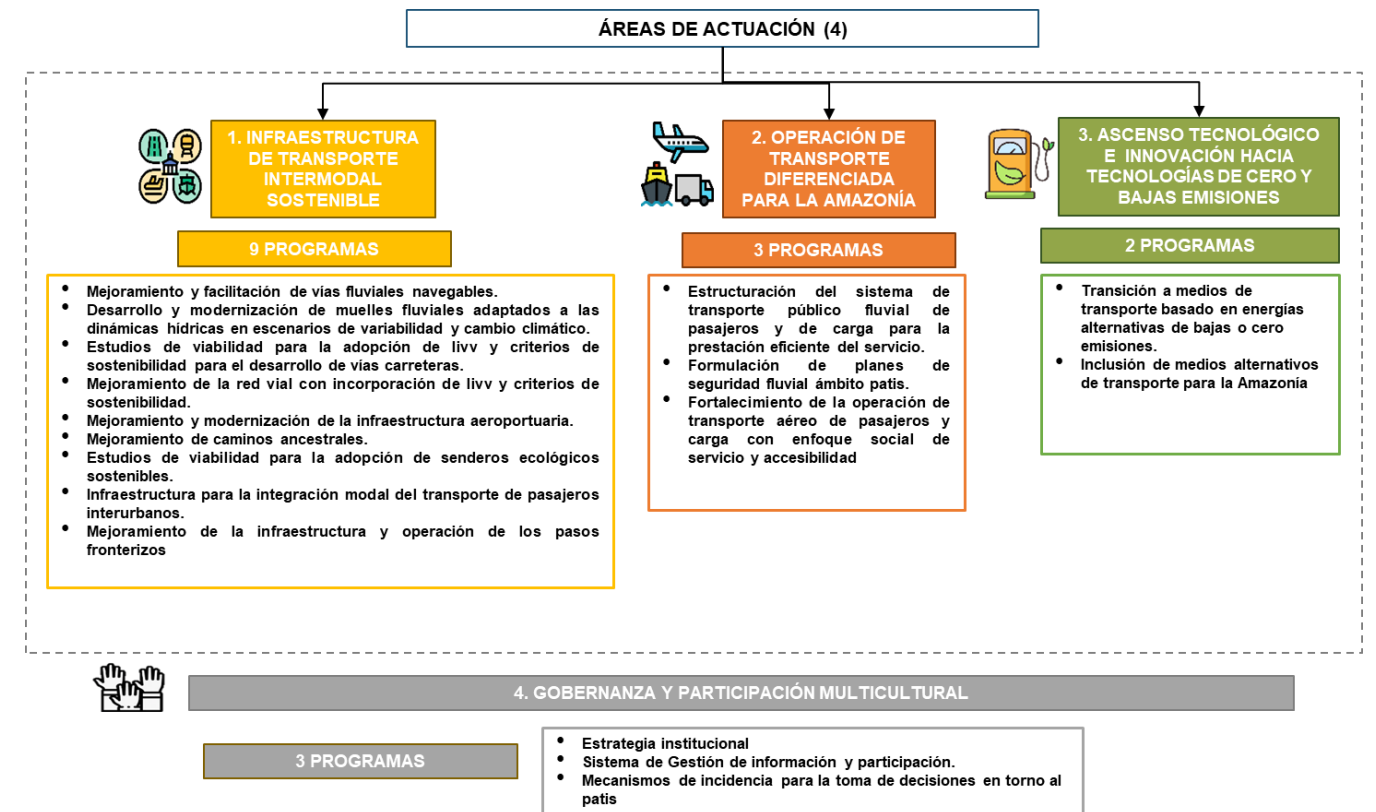 ÁREAS DE ACTUACIÓN (4)
1. INFRAESTRUCTURA
DE TRANSPORTE
INTERMODAL
SOSTENIBLE
9 PROGRAMAS
• Mejoramiento y facilitación de vías fluviales navegables.
• Desarrollo y modernización de muelles fluviales adaptados a las
dinámicas hídricas en escenarios de variabilidad y cambio climático.
• Estudios de viabilidad para la adopción de livv y criterios de
sostenibilidad para el desarrollo de vías carreteras.
• Mejoramiento de la red vial con incorporación de livv y criterios de
sostenibilidad.
• Mejoramiento y modernización de la infraestructura aeroportuaria.
• Mejoramiento de caminos ancestrales.
• Estudios de viabilidad para la adopción de senderos ecológicos
sostenibles.
• Infraestructura para la integración modal del transporte de pasajeros
interurbanos.
• Mejoramiento de la infraestructura y operación de los pasos
fronterizos
2. OPERACIÓN DE
TRANSPORTE
DIFERENCIADA
PARA LA AMAZONÍA
3 PROGRAMAS
• Estructuración del sistema de
transporte público fluvial de
pasajeros y de carga para la
prestación eficiente del servicio.
• Formulación de planes de
seguridad fluvial ámbito patis.
• Fortalecimiento de la operación de
transporte aéreo de pasajeros y
carga con enfoque social de
servicio y accesibilidad
3. ASCENSO TECNOLÓGICO
E INNOVACIÓN HACIA
TECNOLOGÍAS DE CERO Y
BAJAS EMISIONES
2 PROGRAMAS
• Transición a medios de
transporte basado en energías
alternativas de bajas o cero
emisiones.
• Inclusión de medios alternativos
de transporte para la Amazonía
4. GOBERNANZA Y PARTICIPACIÓN MULTICULTURAL
3 PROGRAMAS
• Estrategia institucional
• Sistema de Gestión de información y participación.
• Mecanismos de incidencia para la toma de decisiones en torno al
patis